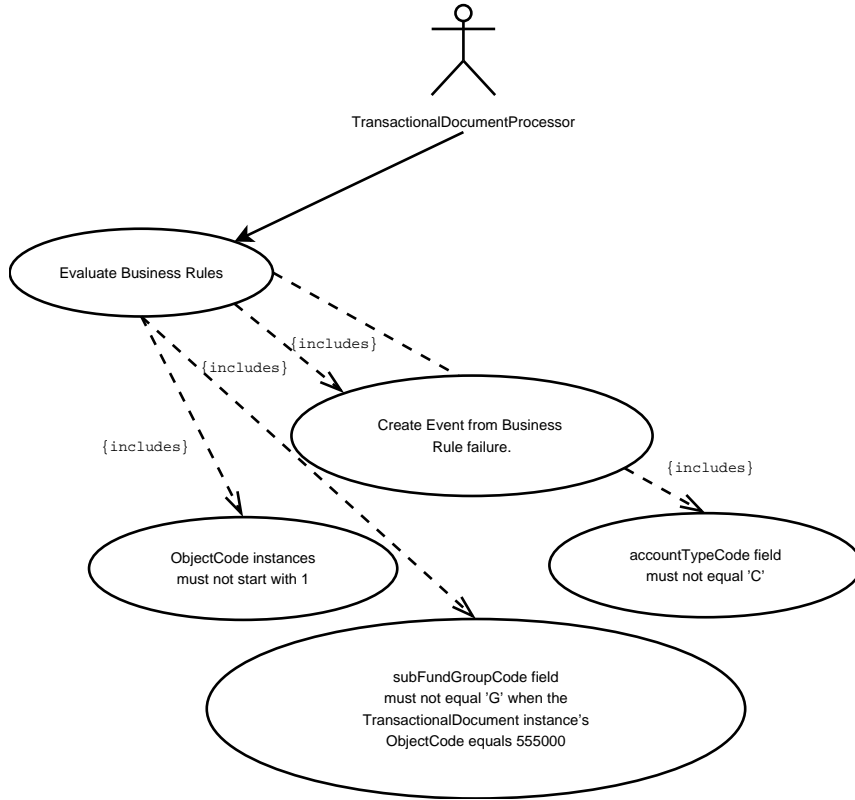 TransactionalDocumentProcessor
Evaluate Business Rules
{includes}
{includes}
Create Event from Business
Rule failure.
{includes}
{includes}
ObjectCode instances
must not start with 1
accountTypeCode field
must not equal 'C'
subFundGroupCode field
must not equal 'G' when the
TransactionalDocument instance's
ObjectCode equals 555000